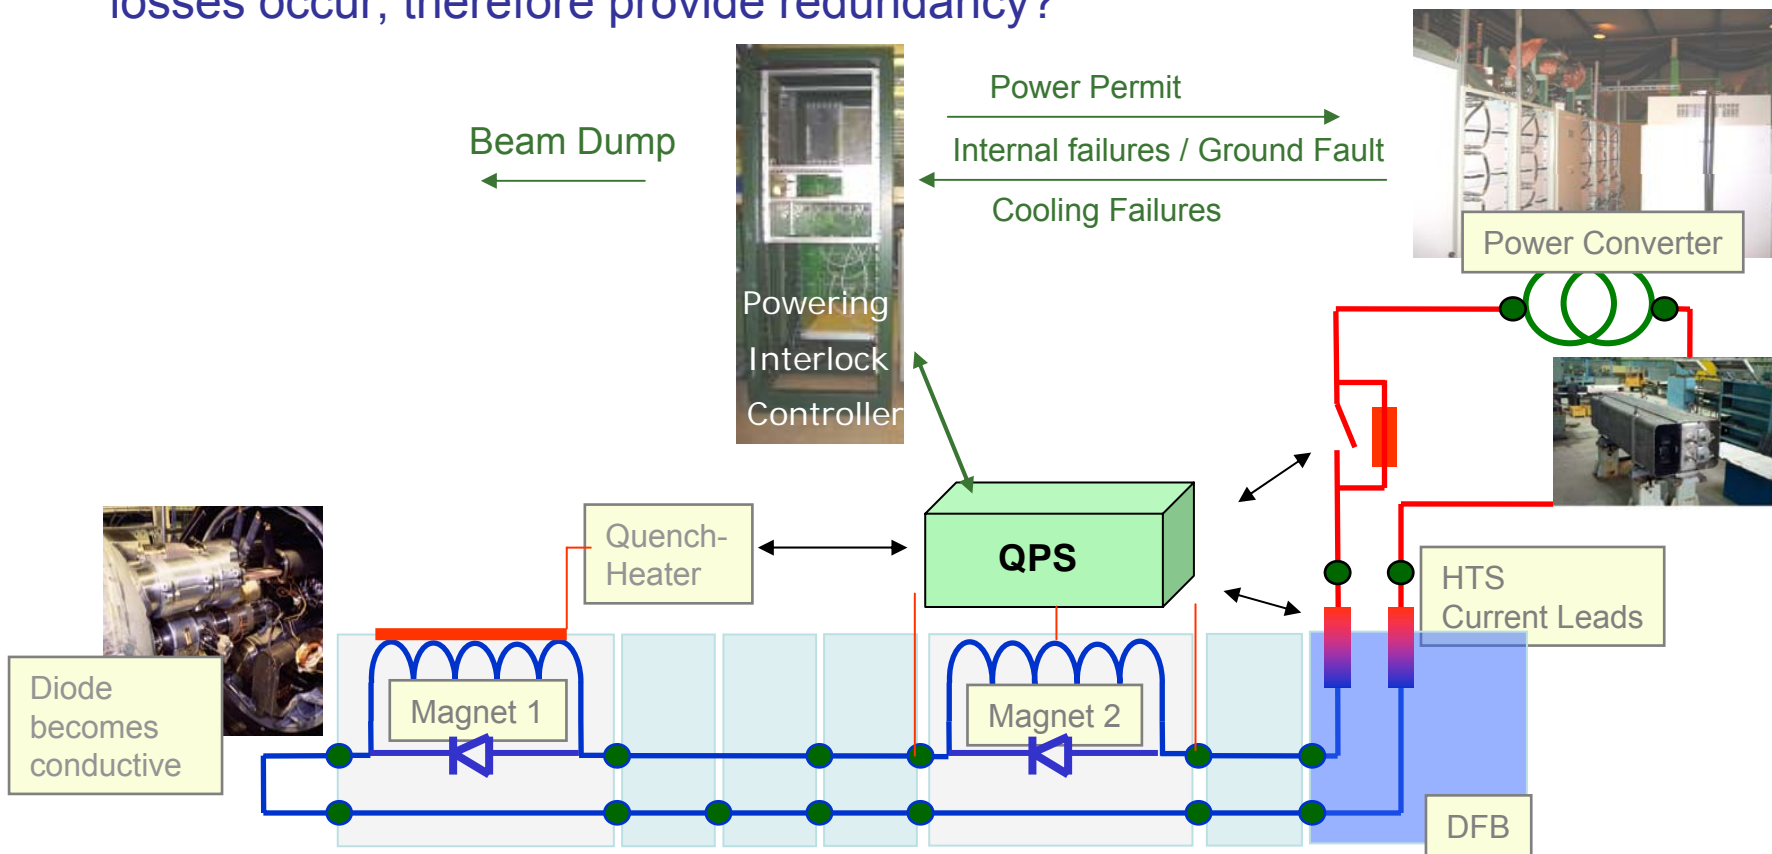 losses occur, therefore provide redundancy?
Power Permit
Beam Dump
Internal failures / Ground Fault
Cooling Failures
Power Converter
Powering
Interlock
Controller
Quench-
Heater
QPS
HTS
Current Leads
Diode
becomes
conductive
Magnet 1
Magnet 2
DFB